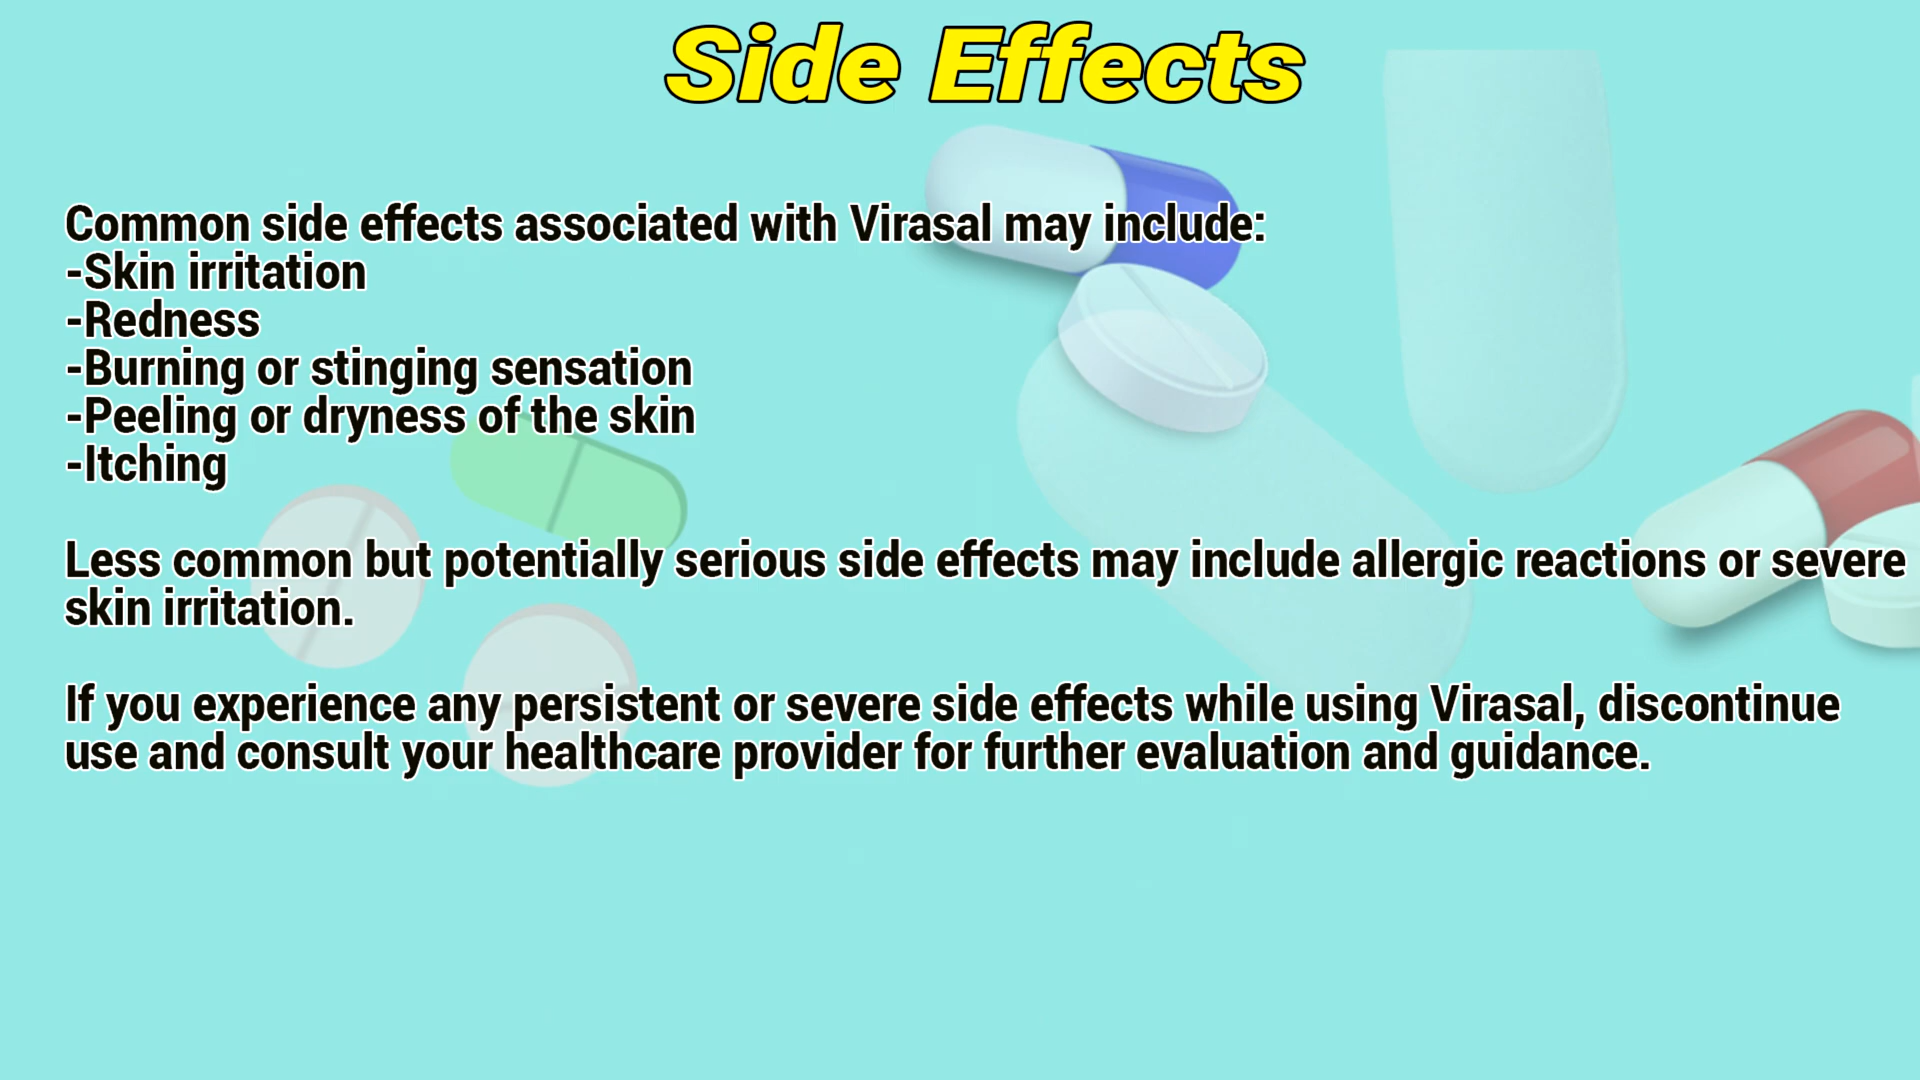 Side Effects
Common side effects associated with Virasal may include:
-Skin irritation
-Redness
-Burning or stinging sensation
-Peeling or dryness of the skin
-Itching
Less common but potentially serious side effects may include allergic reactions or severe
skin irritation.
If you experience any persistent or severe side effects while using Virasal, discontinue
use and consult your healthcare provider for further evaluation and guidance.